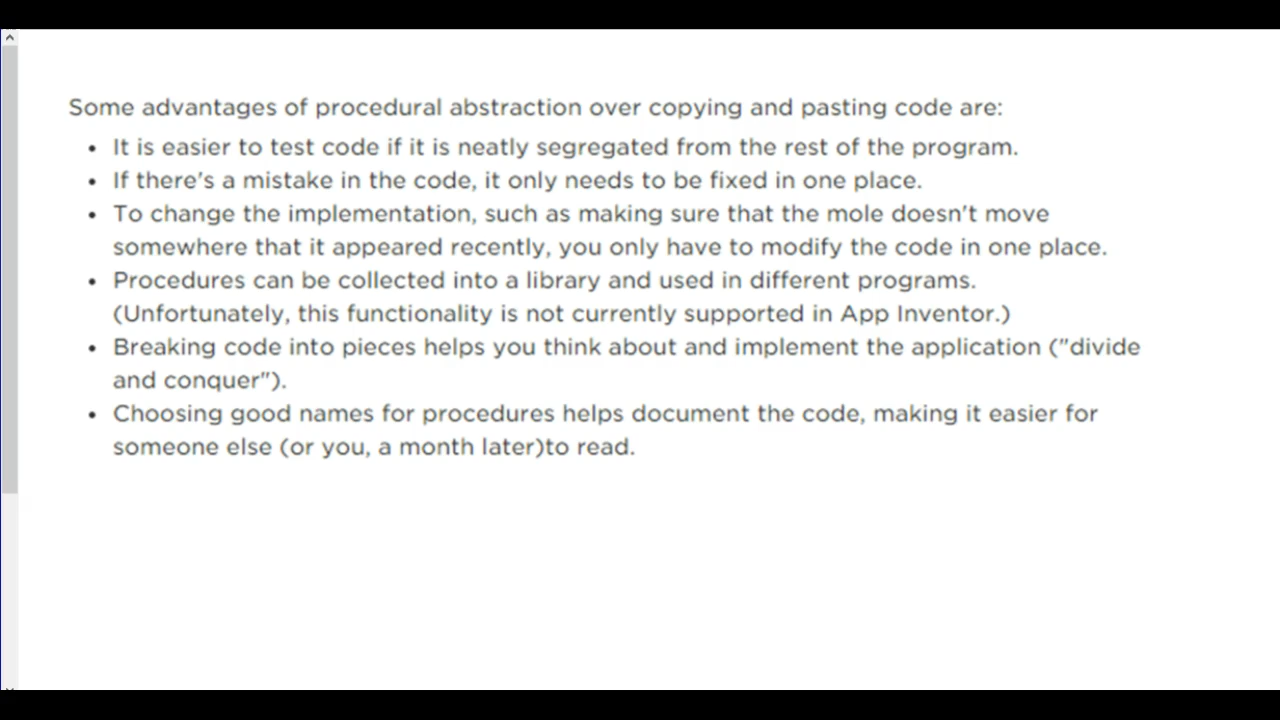 Some advantages of procedural abstraction over copying and pasting code are:
• It is easier to test code if it is neatly segregated from the rest of the program.
• If there's a mistake in the code, it only needs to be fixed in one place.
• To change the implementation, such as making sure that the mole doesn't move
somewhere that it appeared recently, you only have to modify the code in one place.
• Procedures can be collected into a library and used in different programs.
(Unfortunately, this functionality is not currently supported in App Inventor.)
• Breaking code into pieces helps you think about and implement the application ("divide
and conquer").
• Choosing good names for procedures helps document the code, making it easier for
someone else (or you, a month later)to read.